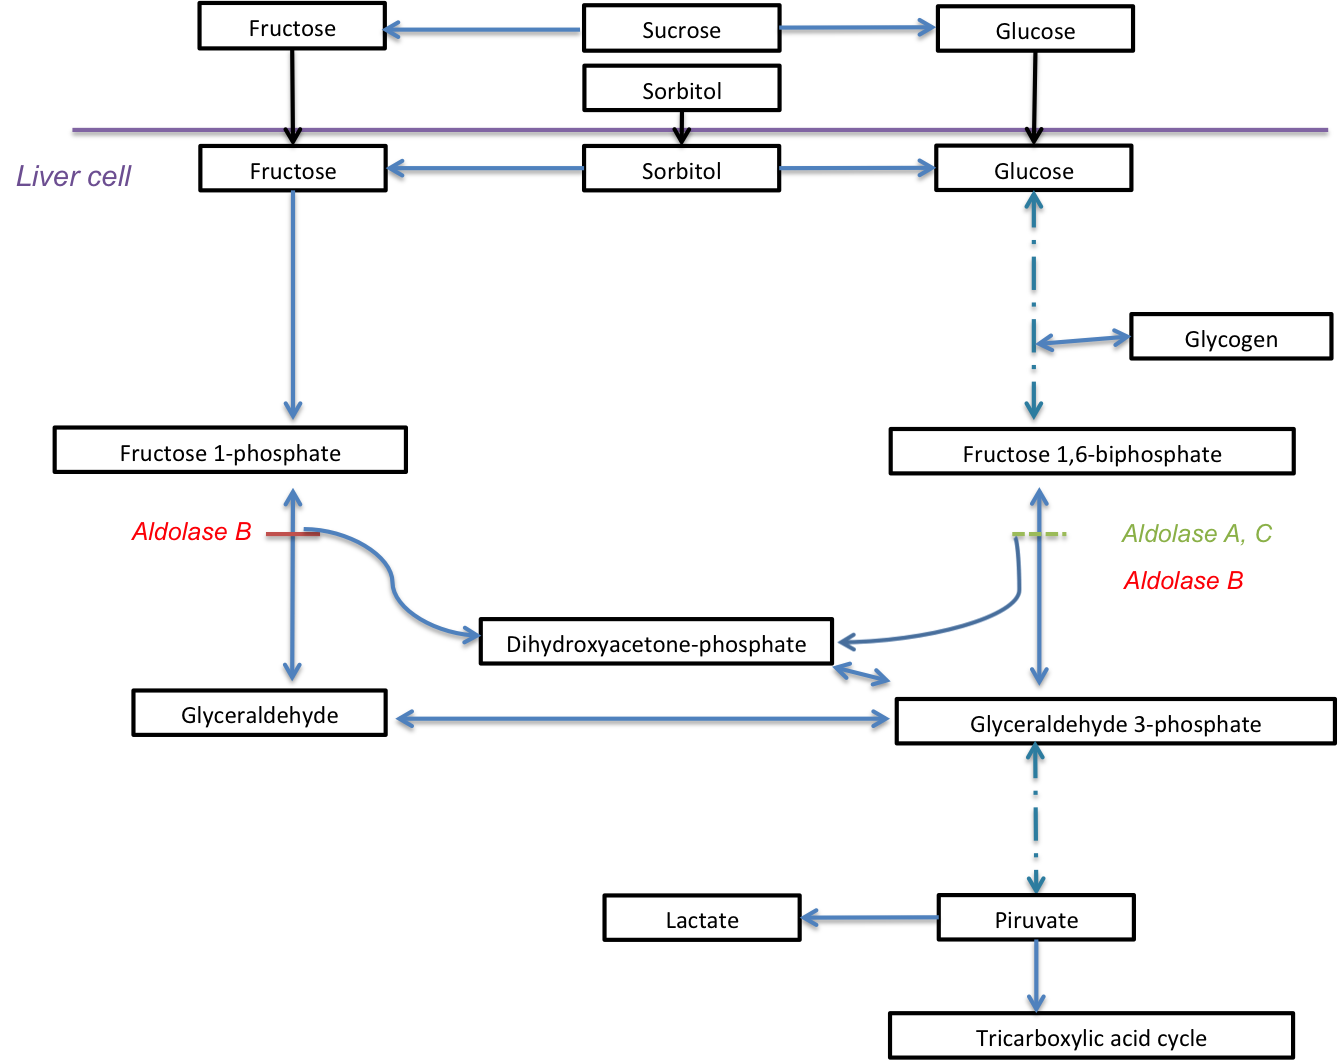 Fructose
Sucrose
Glucose
Sorbitol
Liver cell
Fructose
Sorbitol
Glucose
Glycogen
Fructose 1-phosphate
Fructose 1,6-biphosphate
Aldolase B
Aldolase A, C
Aldolase B
Dihydroxyacetone-phosphate
Glyceraldehyde
Glyceraldehyde 3-phosphate
Lactate
Piruvate
Tricarboxylic acid cycle